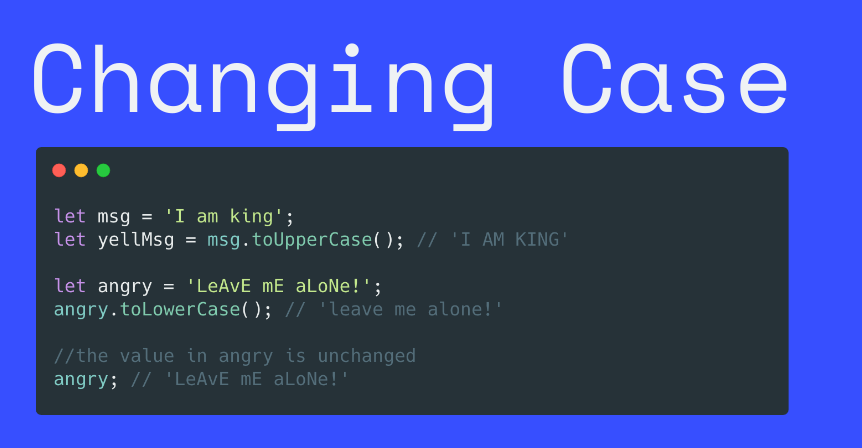 Changing Case
let msg = 'I am king';
let yellMsg = msg.toUpperCase(); // 'I AM KING'
let angry = 'LeAvE mE aLoNe!';
angry.toLowerCase(); // 'leave me alone!'
//the value in angry is unchanged
angry; // 'LeAvE mE aLoNe!'